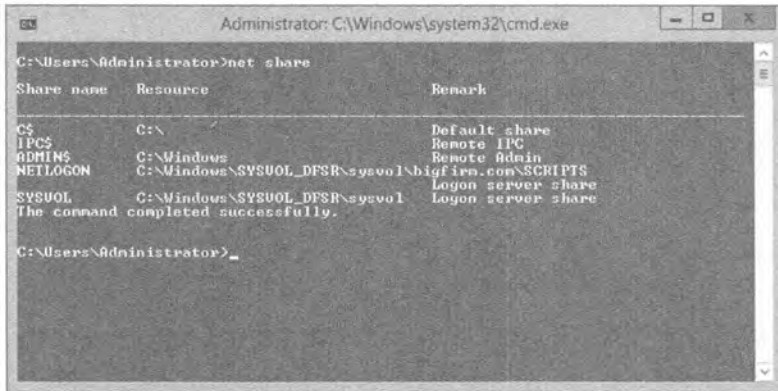 Administrator: C:\Windows\system32\cmd.exe
C:\Users\Administrator>net share
Share name   Resource                        Remark
-------------------------------------------------------------------------------
C$           C:\                             Default share
IPC$                                         Remote IPC
ADMIN$       C:\Windows                      Remote Admin
NETLOGON     C:\Windows\SYSVOL_DFSR\sysvol\bigfirm.com\SCRIPTS
                                             Logon server share
SYSVOL       C:\Windows\SYSVOL_DFSR\sysvol   Logon server share
The command completed successfully.
C:\Users\Administrator>_